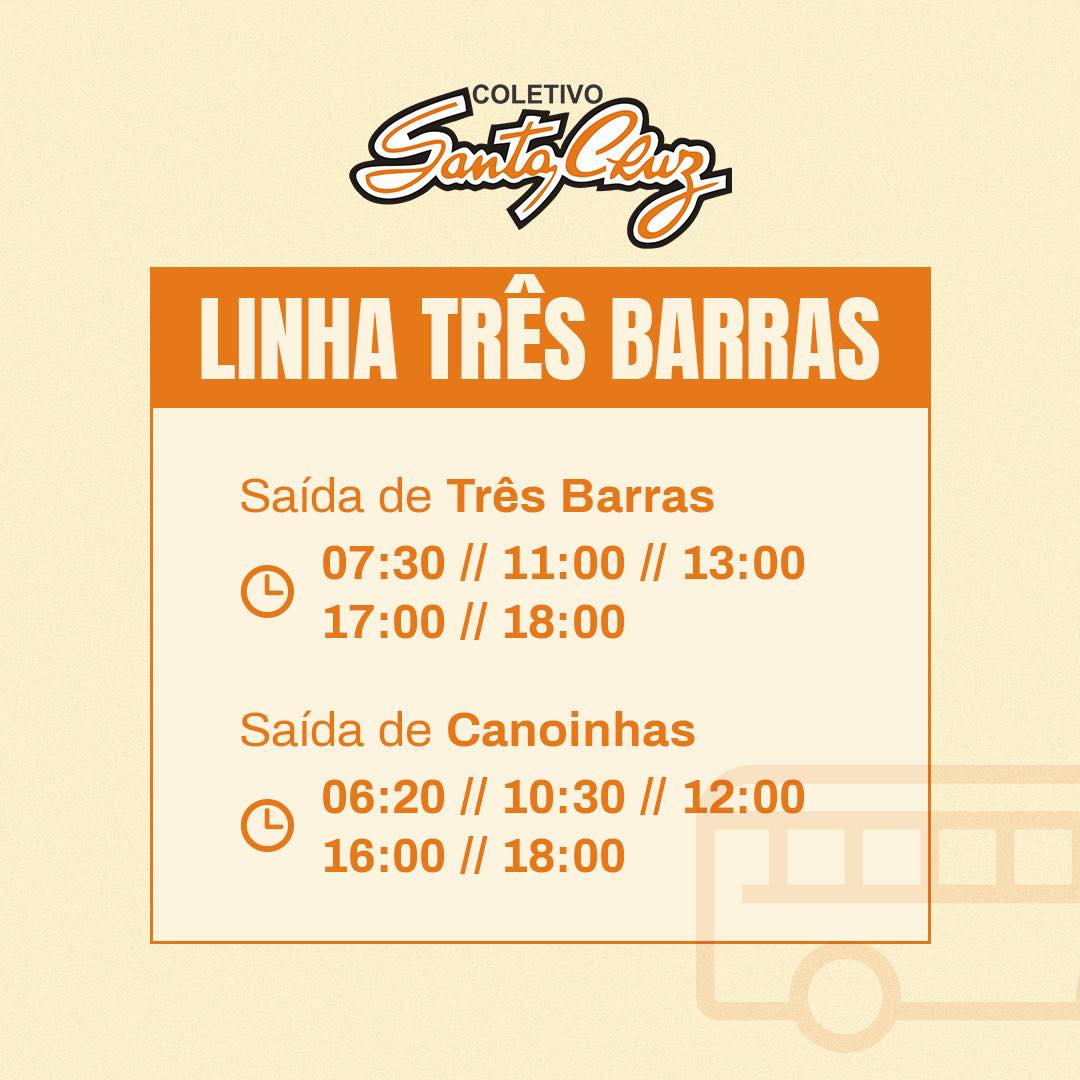 COLETIVO
Santa Cruz
LINHA TRÊS BARRAS
Saída de Três Barras
07:30 // 11:00 // 13:00
17:00 // 18:00
Saída de Canoinhas
06:20 // 10:30 // 12:00
16:00 // 18:00